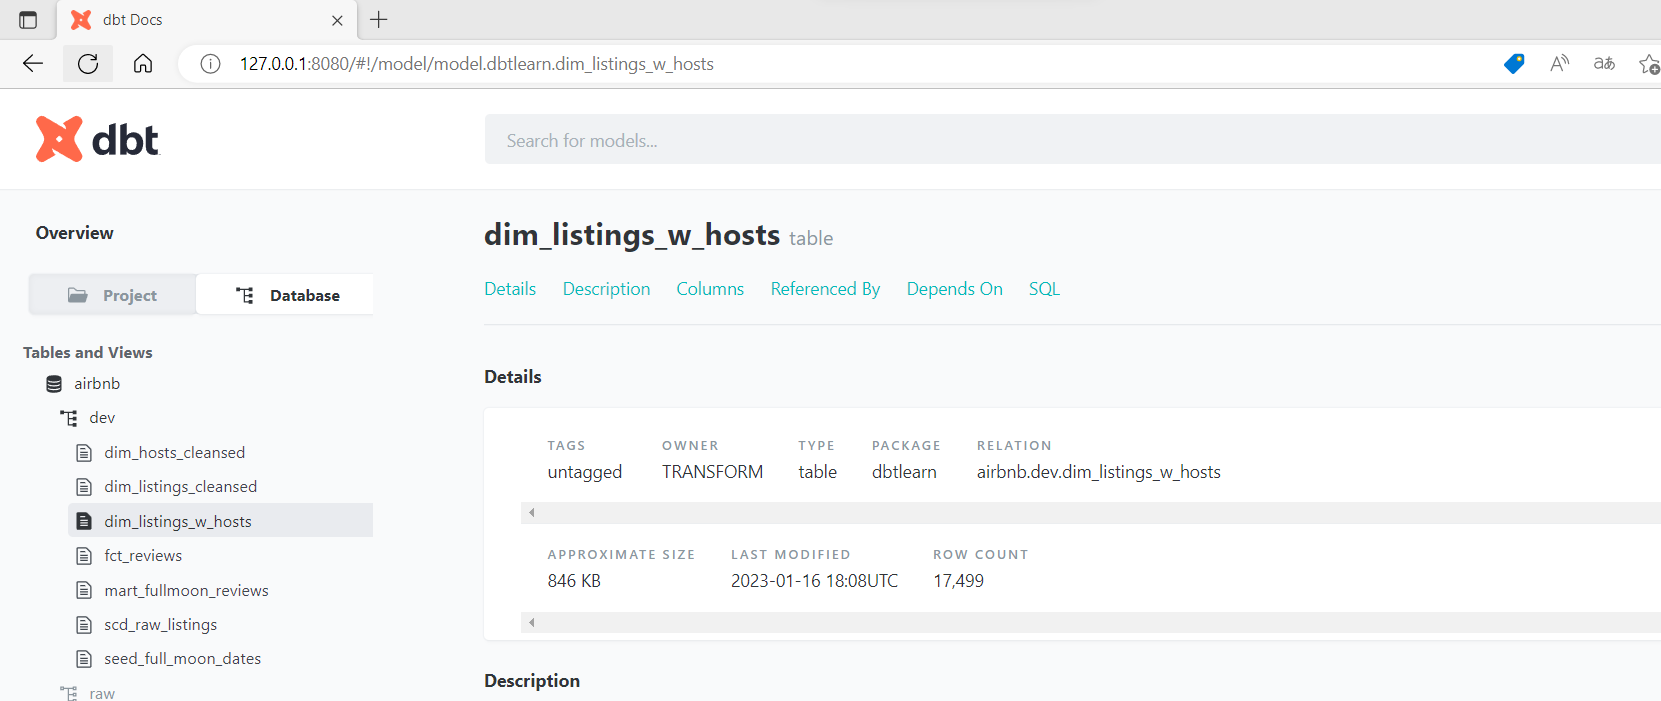 dbt Docs
127.0.0.1:8080/#!/model/model.dbtlearn.dim_listings_w_hosts
dbt
Search for models...
Overview
Project Database
Tables and Views
airbnb
dev
dim_hosts_cleansed
dim_listings_cleansed
dim_listings_w_hosts
fct_reviews
mart_fullmoon_reviews
scd_raw_listings
seed_full_moon_dates
raw
dim_listings_w_hosts table
Details Description Columns Referenced By Depends On SQL
Details
TAGS OWNER TYPE PACKAGE RELATION
untagged TRANSFORM table dbtlearn airbnb.dev.dim_listings_w_hosts
APPROXIMATE SIZE LAST MODIFIED ROW COUNT
846 KB 2023-01-16 18:08UTC 17,499
Description